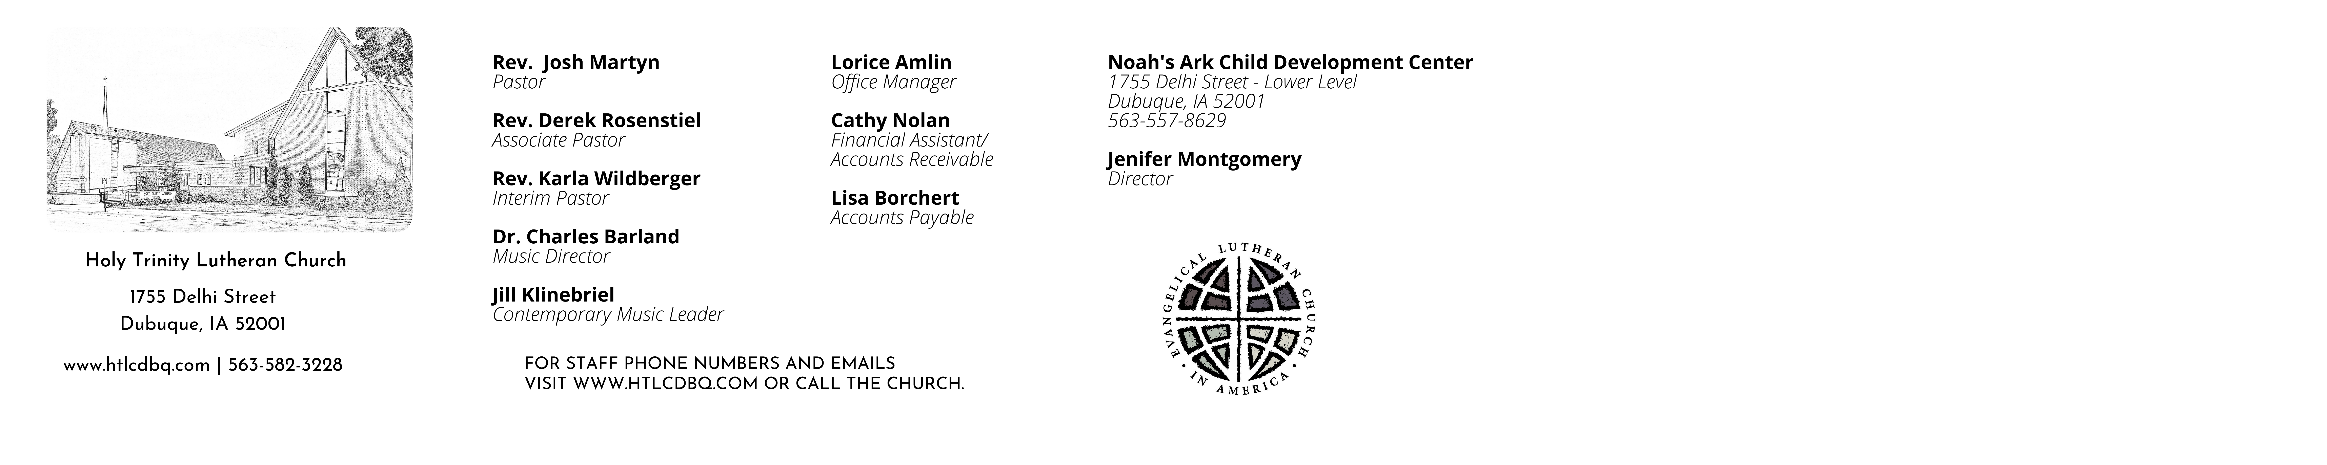 Holy Trinity Lutheran Church
1755 Delhi Street
Dubuque, IA 52001
www.htlcdbq.com | 563-582-3228
Rev.  Josh Martyn
Pastor
Rev. Derek Rosenstiel
Associate Pastor
Rev. Karla Wildberger
Interim Pastor
Dr. Charles Barland
Music Director
Jill Klinebriel
Contemporary Music Leader
Lorice Amlin
Office Manager
Cathy Nolan
Financial Assistant/
Accounts Receivable
Lisa Borchert
Accounts Payable
FOR STAFF PHONE NUMBERS AND EMAILS
VISIT WWW.HTLCDBQ.COM OR CALL THE CHURCH.
Noah's Ark Child Development Center
1755 Delhi Street - Lower Level
Dubuque, IA 52001
563-557-8629
Jenifer Montgomery
Director
EVANGELICAL LUTHERAN CHURCH
· IN AMERICA ·